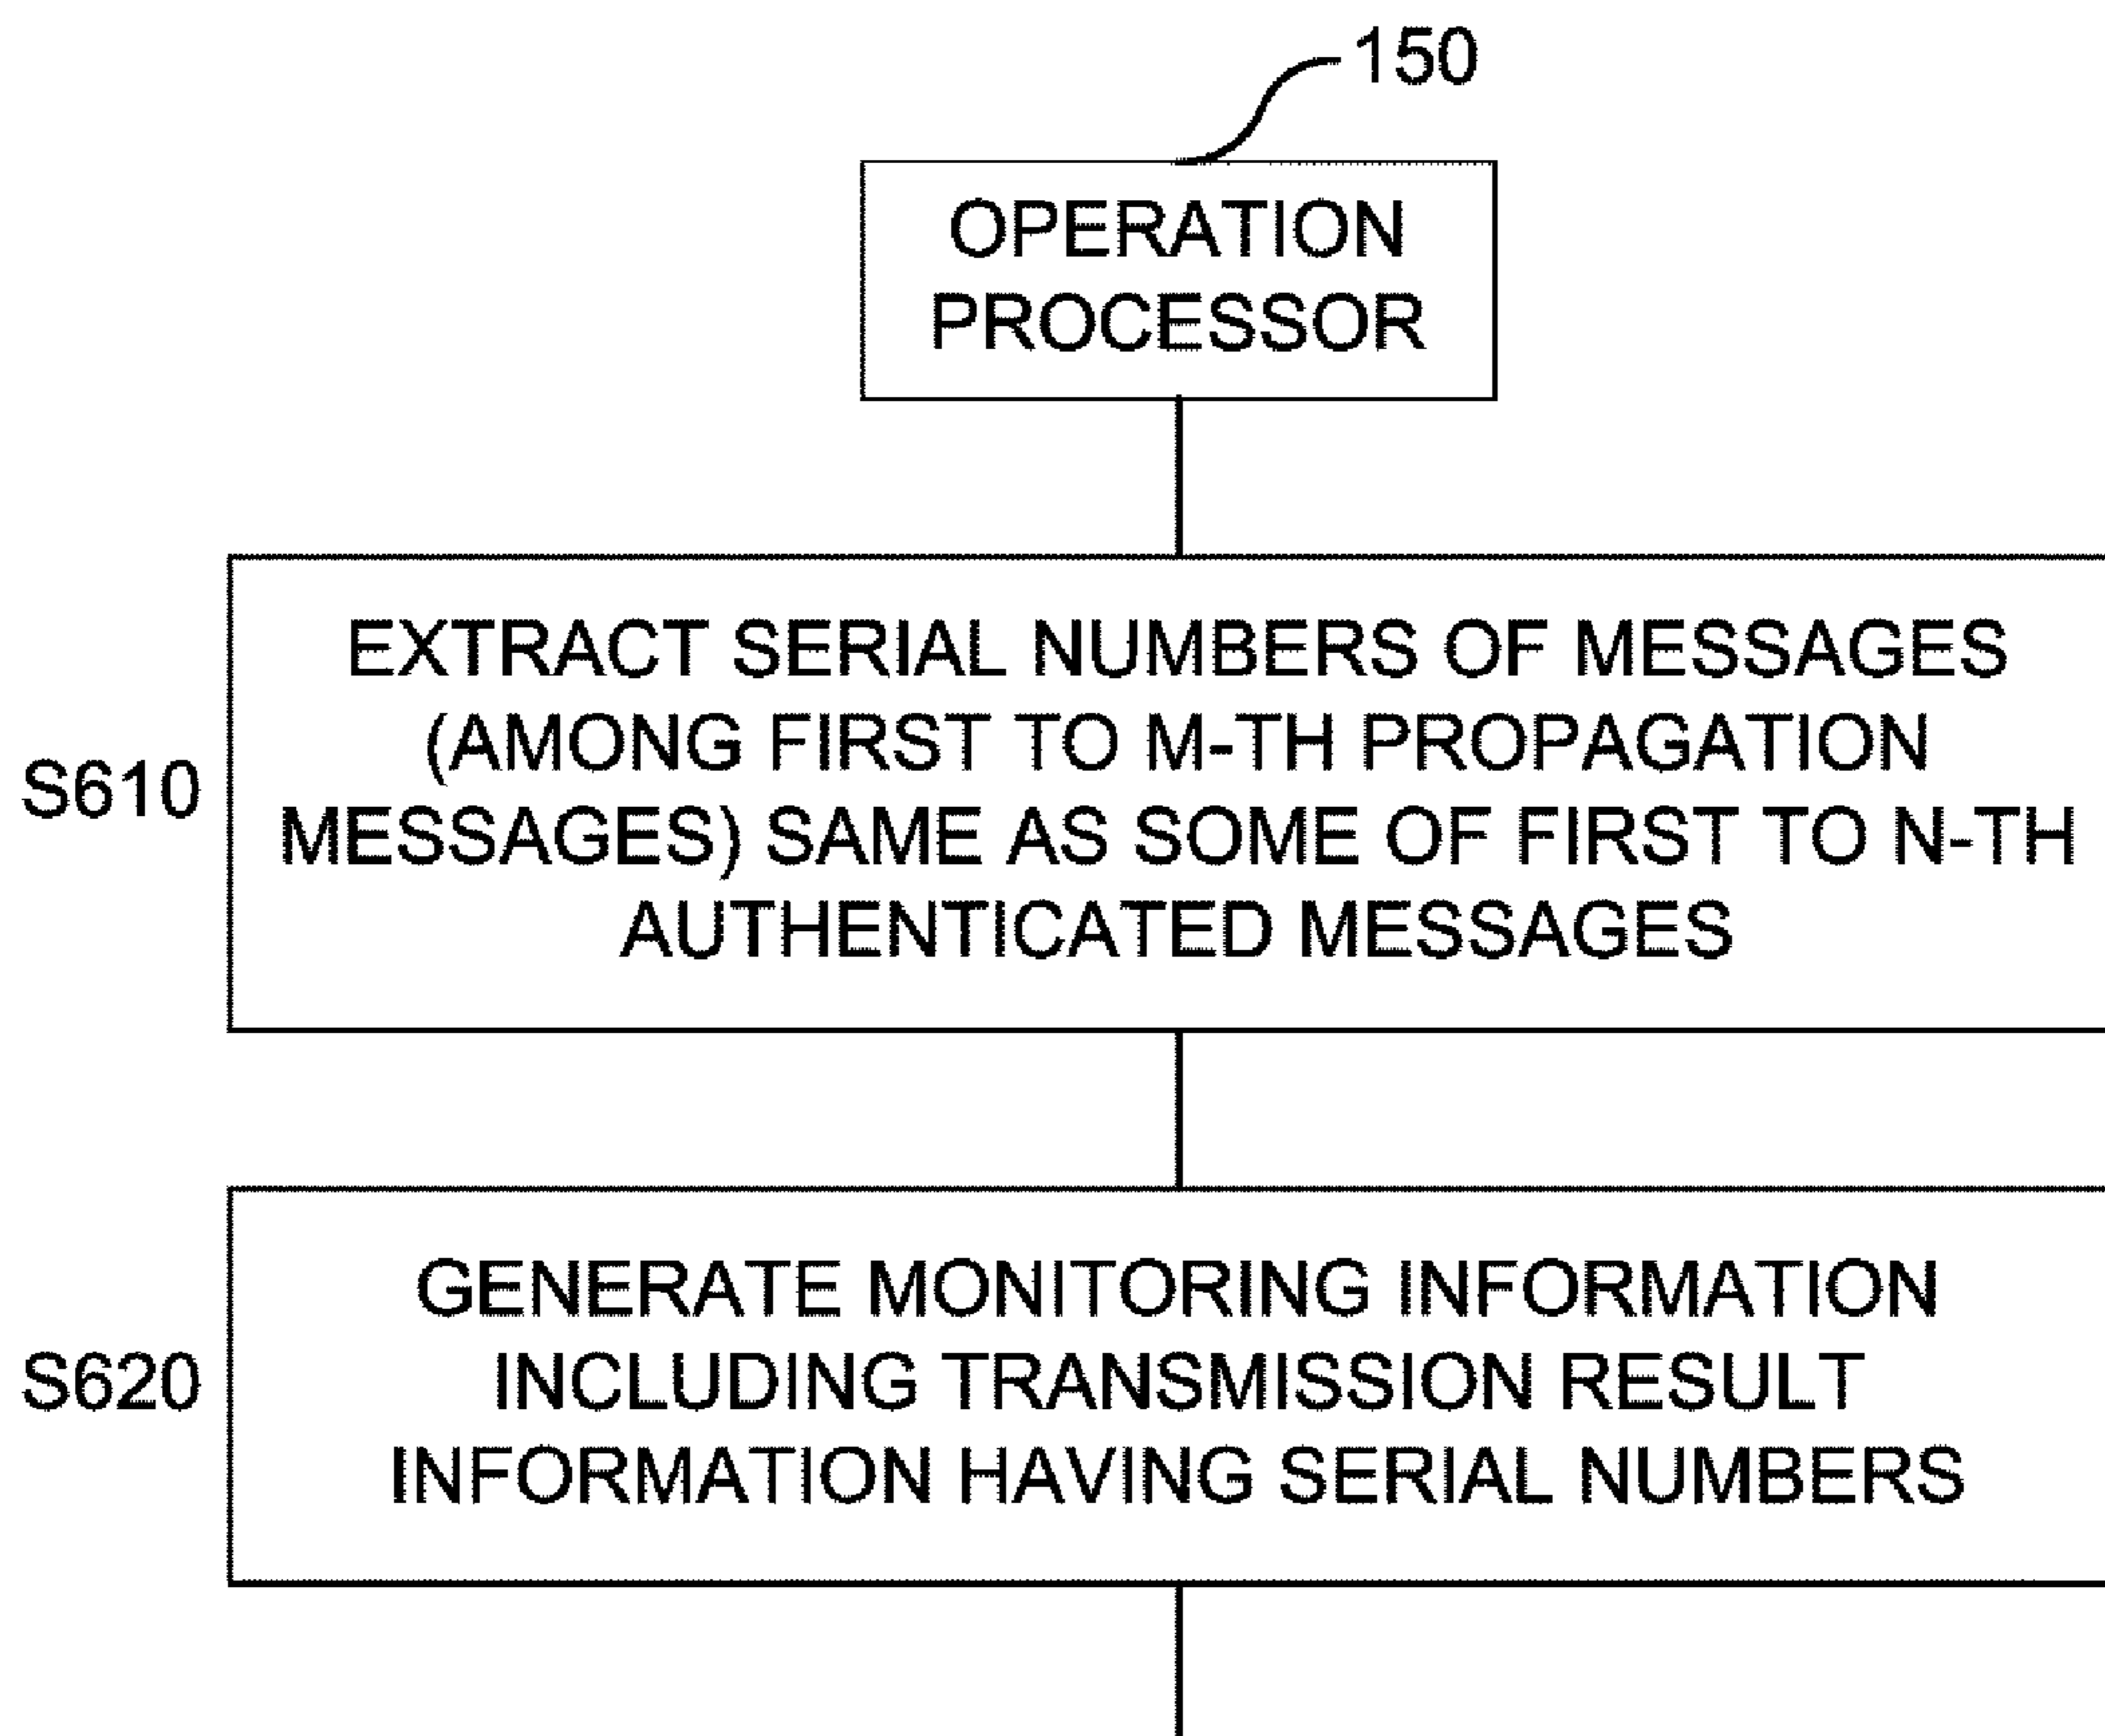 150
OPERATION
PROCESSOR
EXTRACT SERIAL NUMBERS OF MESSAGES
(AMONG FIRST TO M-TH PROPAGATION
S610
MESSAGES) SAME AS SOME OF FIRST TO N-TH
AUTHENTICATED MESSAGES
GENERATE MONITORING INFORMATION
S620
INCLUDING TRANSMISSION RESULT
INFORMATION HAVING SERIAL NUMBERS